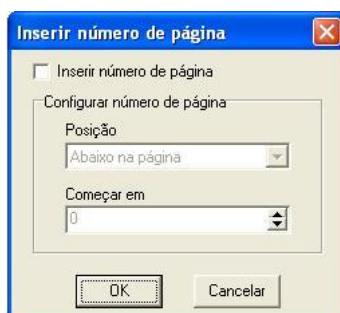 Inserir número de página
Inserir número de página
Configurar número de página
Posição
Abaixo na página
Começar em
0
OK
Cancelar